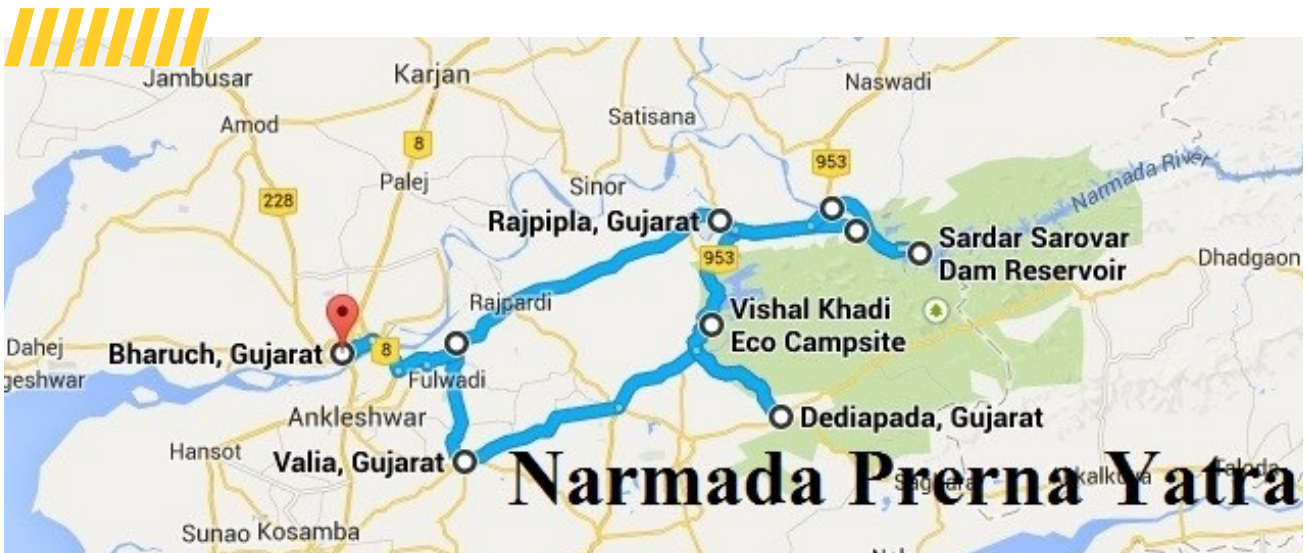 Jambusar
Karjan
Naswadi
Amod
Satisana
8
953
Palej
Sinor
Narmada River
228
Rajpipla, Gujarat
Sardar Sarovar
Dam Reservoir
953
Dhadgaon
Rajpardi
Vishal Khadi
Eco Campsite
Dahej
Bharuch, Gujarat
8
geshwar
Fulwadi
Ankleshwar
Dediapada, Gujarat
Hansot
Valia, Gujarat
Narmada Prerna Yatra
Taloda
Sunao
Kosamba